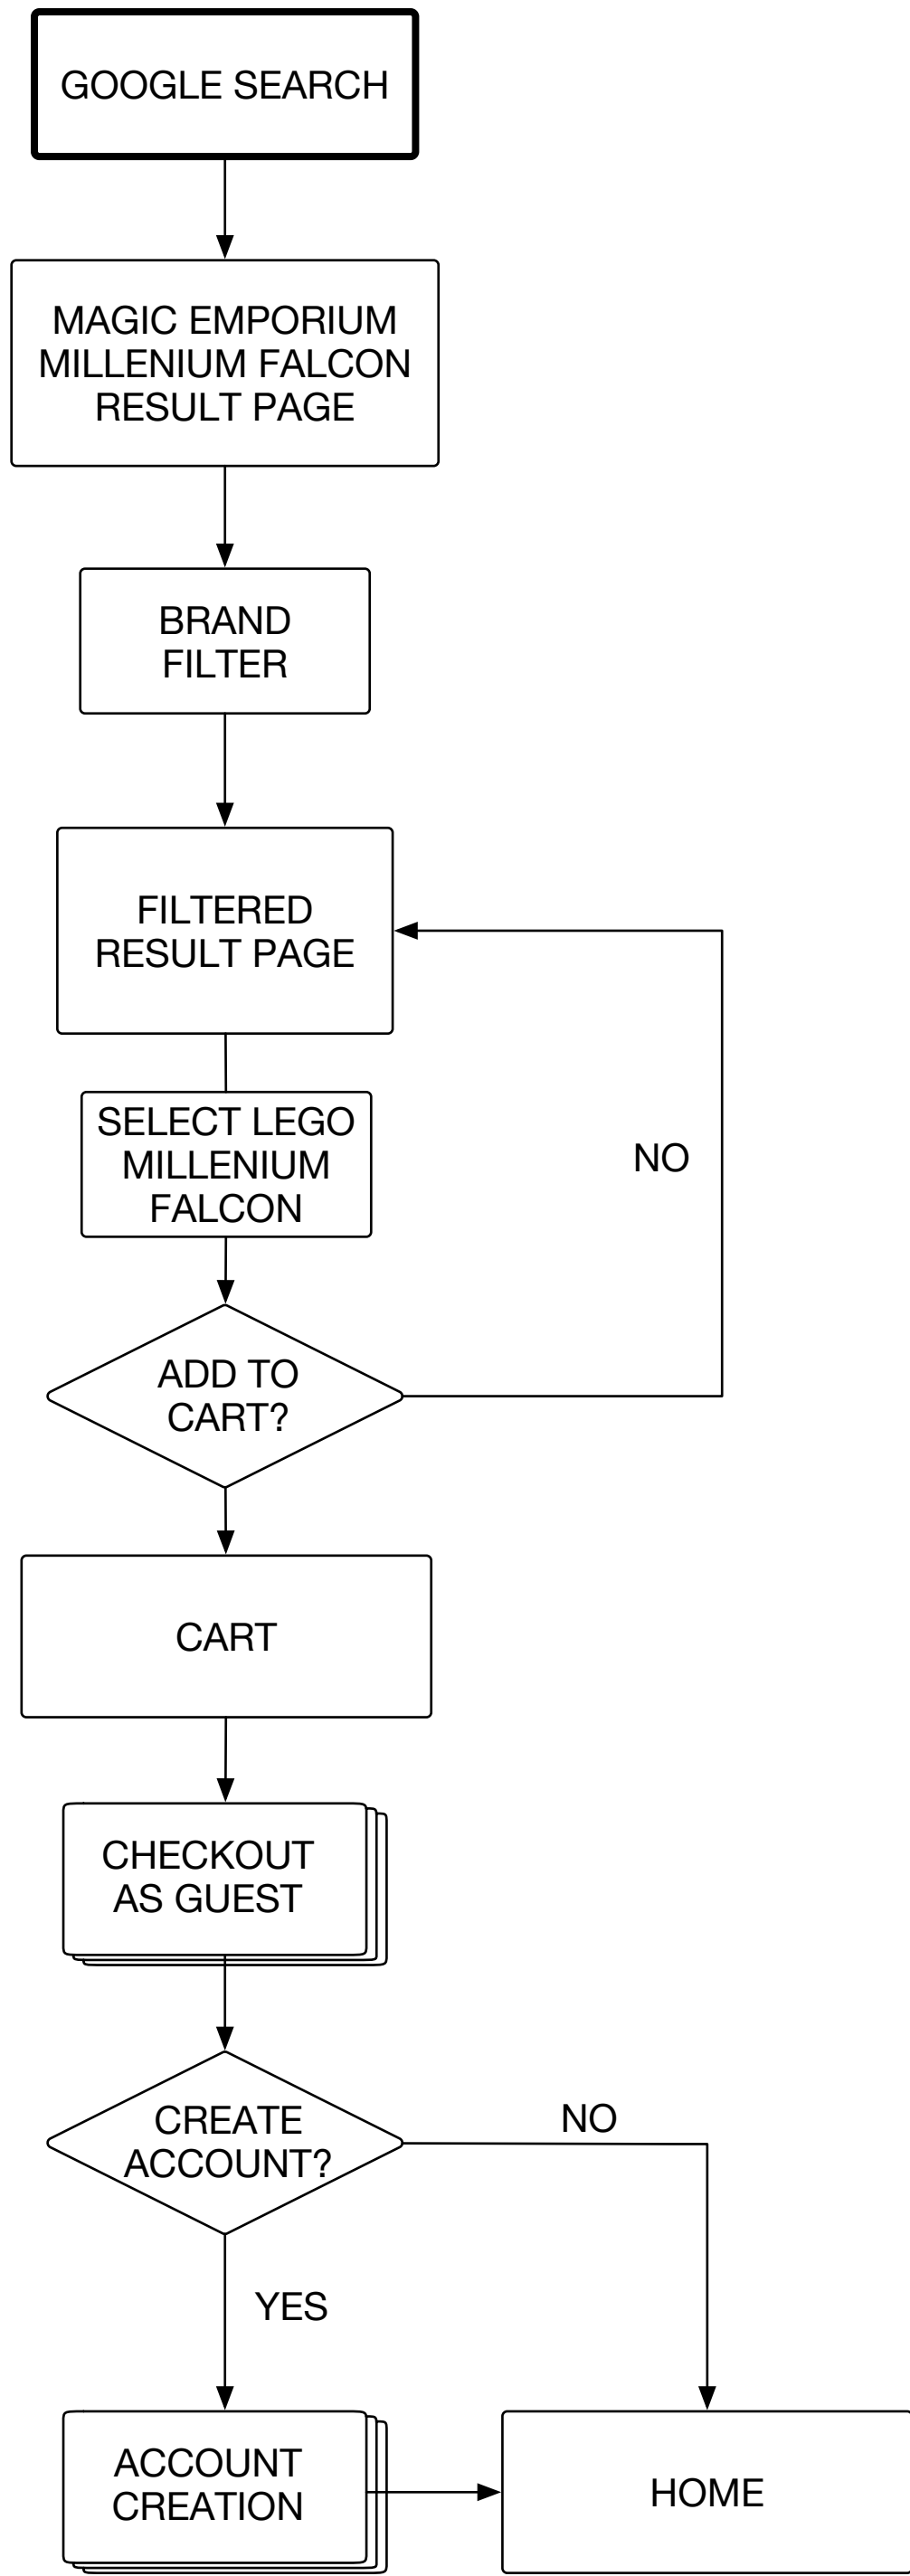 GOOGLE SEARCH
MAGIC EMPORIUM
MILLENIUM FALCON
RESULT PAGE
BRAND
FILTER
FILTERED
RESULT PAGE
SELECT LEGO
MILLENIUM
FALCON
NO
ADD TO
CART?
CART
CHECKOUT
AS GUEST
CREATE
ACCOUNT?
NO
YES
ACCOUNT
CREATION
HOME